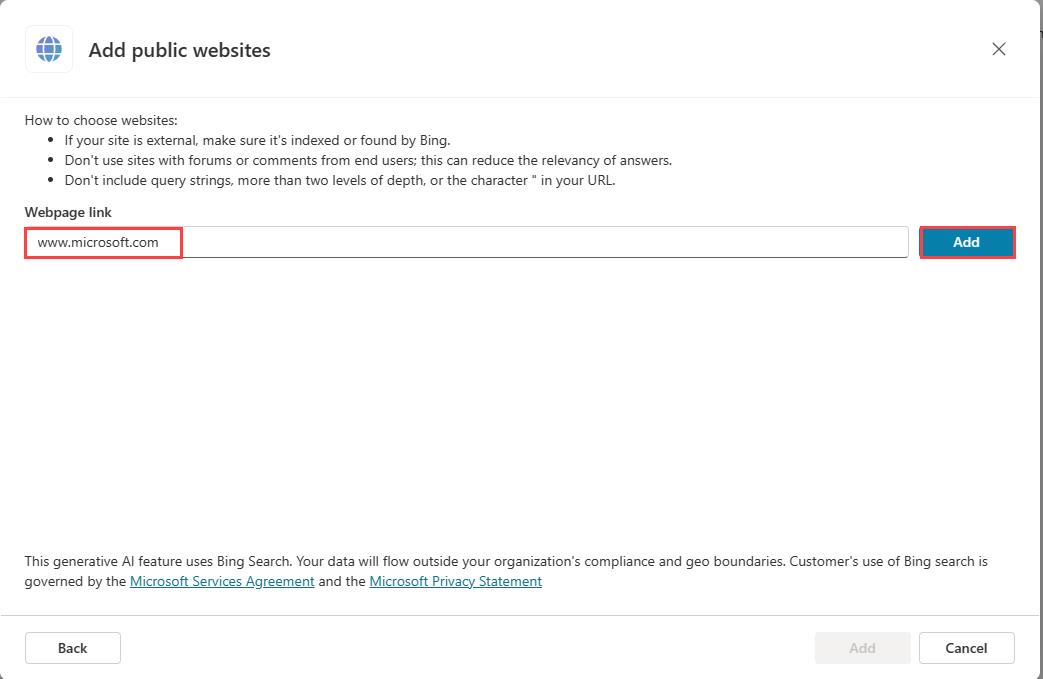 Add public websites
How to choose websites:
• If your site is external, make sure it's indexed or found by Bing.
• Don't use sites with forums or comments from end users; this can reduce the relevancy of answers.
• Don't include query strings, more than two levels of depth, or the character " in your URL.
Webpage link
www.microsoft.com
Add
This generative AI feature uses Bing Search. Your data will flow outside your organization's compliance and geo boundaries. Customer's use of Bing search is
governed by the Microsoft Services Agreement and the Microsoft Privacy Statement
Back
Add
Cancel